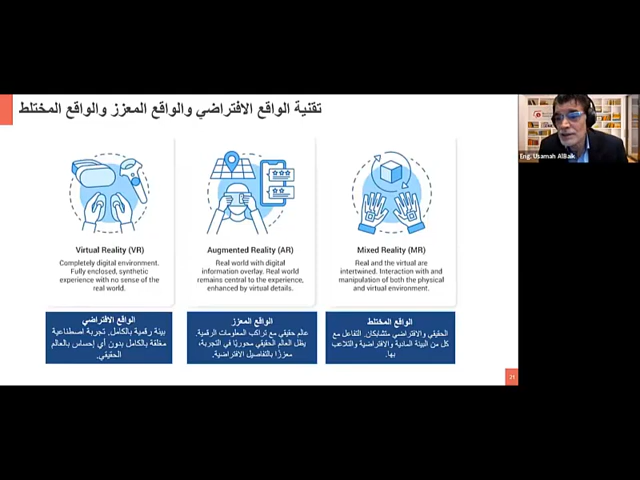 تقنية الواقع الافتراضي والواقع المعزز والواقع المختلط
Virtual Reality (VR)
Completely digital environment.
Fully enclosed, synthetic
experience with no sense of the
real world.
Augmented Reality (AR)
Real world with digital
information overlay. Real world
remains central to the experience,
enhanced by virtual details.
Mixed Reality (MR)
Real and the virtual are
intertwined. Interaction with and
manipulation of both the physical
and virtual environment.
الواقع الافتراضي
بيئة رقمية بالكامل. تجربة اصطناعية
مغلقة بالكامل بدون أي إحساس بالعالم
الحقيقي.
الواقع المعزز
عالم حقيقي مع تراكب المعلومات الرقمية.
يظل العالم الحقيقي محوريًا في التجربة،
معززًا بالتفاصيل الافتراضية.
الواقع المختلط
الحقيقي والافتراضي متشابكان. التفاعل مع
كل من البيئة المادية والافتراضية والتلاعب
بها.
21
Eng. Usamah AlBaik